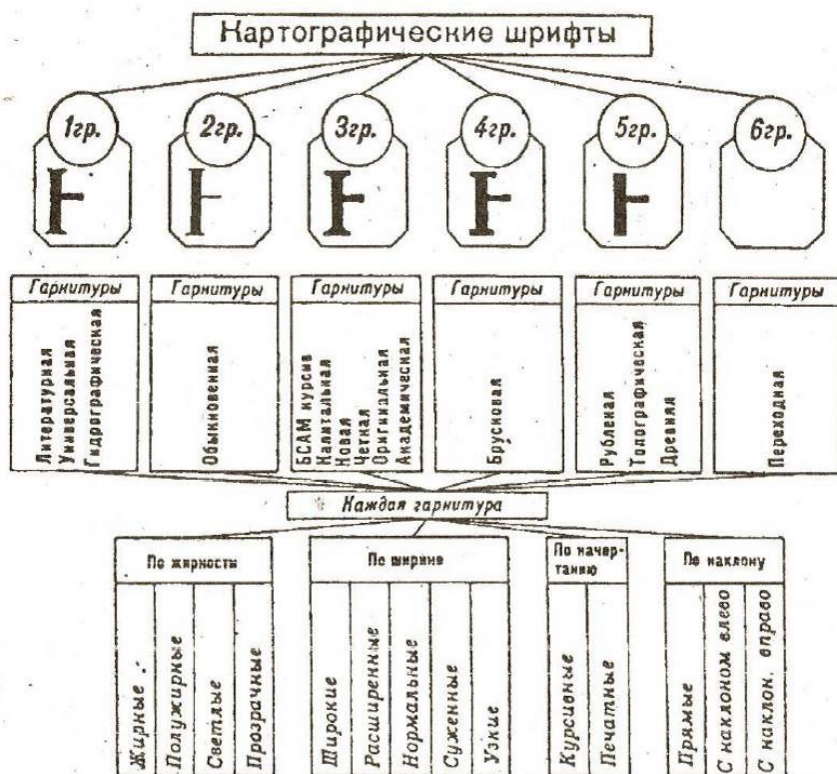 Картографические шрифты
1гр.
2гр.
3гр.
4гр.
5гр.
6гр.
Гарнитуры
Литературная
Универсальная
Гидрографическая
Гарнитуры
Обыкновенная
Гарнитуры
БСАМ курсив
Капитальная
Новая
Четкая
Оригинальная
Академическая
Гарнитуры
Брусковая
Гарнитуры
Рубленая
Топографическая
Древняя
Гарнитуры
Переходная
Каждая гарнитура
По жирности
Жирные
Полужирные
Светлые
Прозрачные
По ширине
Широкие
Расширенные
Нормальные
Суженные
Узкие
По начер-
танию
Курсивные
Печатные
По наклону
Прямые
С наклоном влево
С наклон. вправо